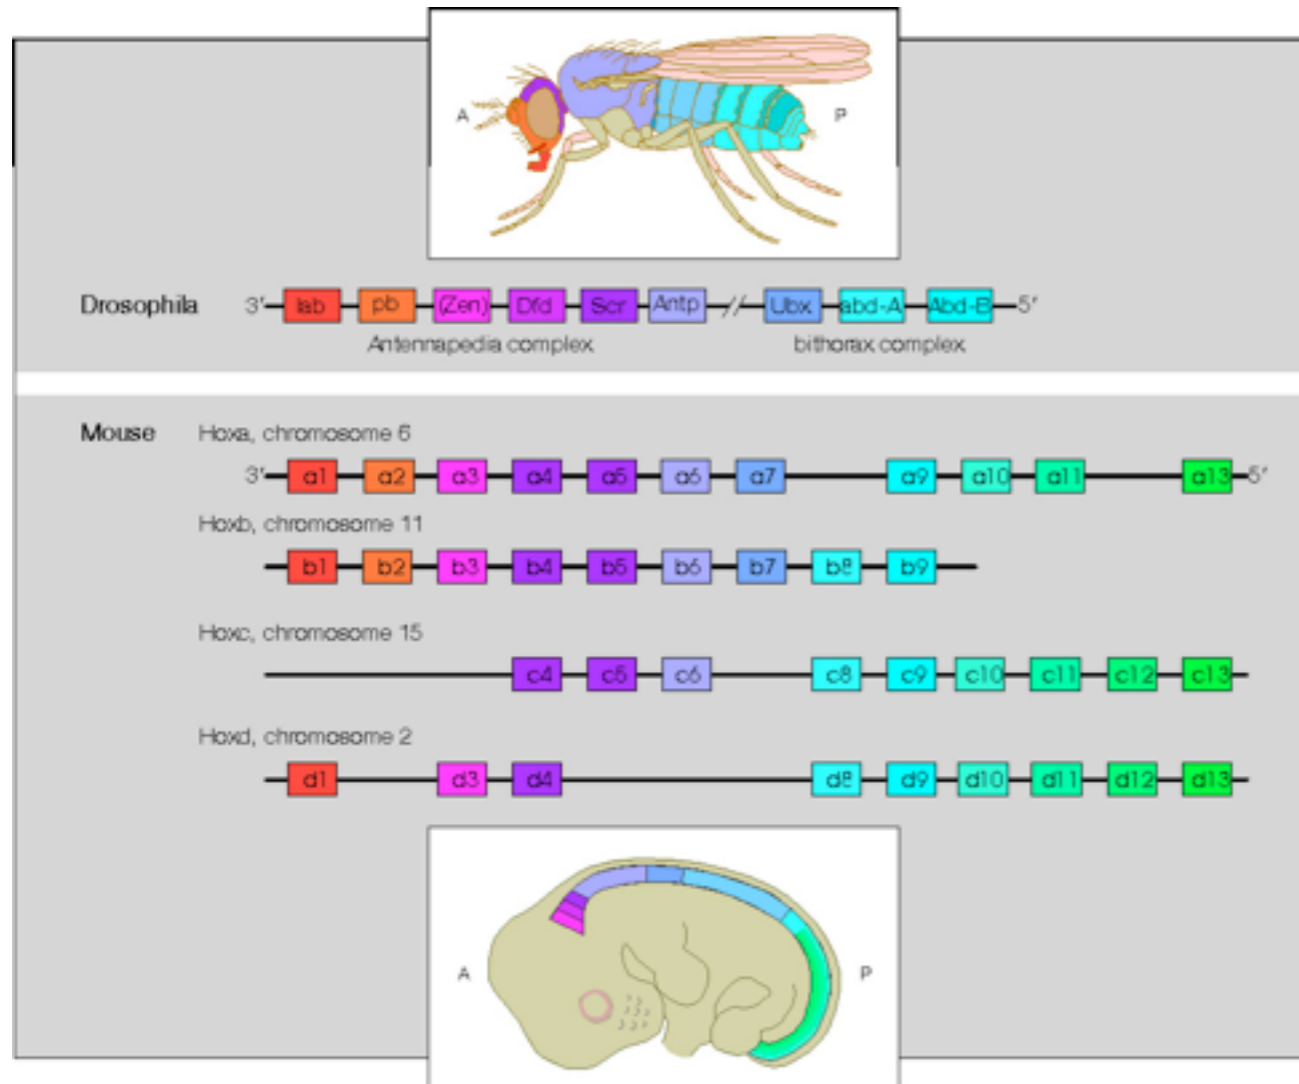 A P
Drosophila 3′ lab pb (Zen) Dfd Scr Antp Ubx abd-A Abd-B 5′
Antennapedia complex bithorax complex
Mouse Hoxa, chromosome 6
3′ a1 a2 a3 a4 a5 a6 a7 a9 a10 a11 a13 5′
Hoxb, chromosome 11
b1 b2 b3 b4 b5 b6 b7 b8 b9
Hoxc, chromosome 15
c4 c5 c6 c8 c9 c10 c11 c12 c13
Hoxd, chromosome 2
d1 d3 d4 d8 d9 d10 d11 d12 d13
A P